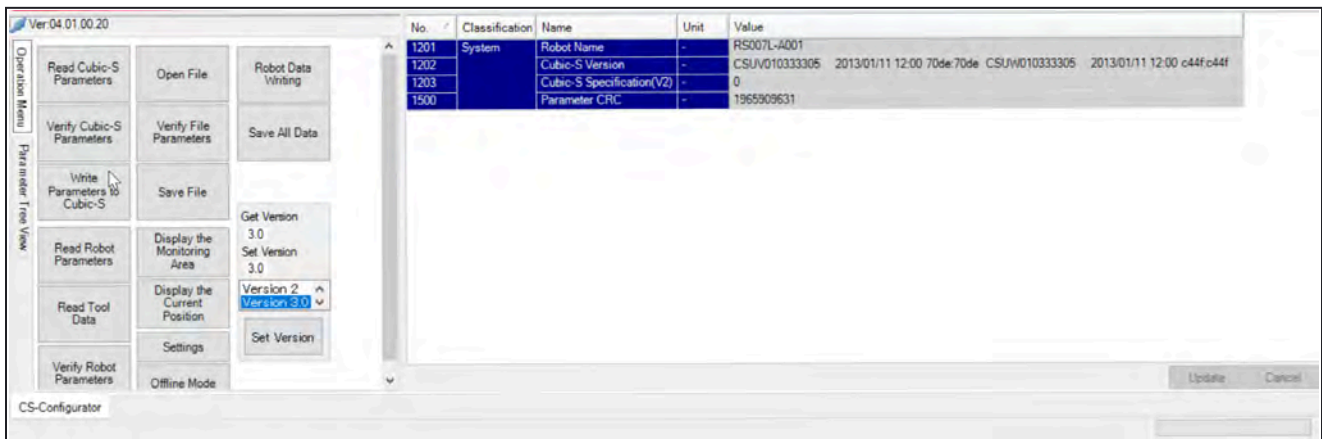 Ver:04.01.00.20
Operation Menu
Parameter Tree View
Read Cubic-S
Parameters
Open File
Robot Data
Writing
Verify Cubic-S
Parameters
Verify File
Parameters
Save All Data
Write
Parameters to
Cubic-S
Save File
Get Version
3.0
Set Version
3.0
Read Robot
Parameters
Display the
Monitoring
Area
Version 2
Version 3.0
Read Tool
Data
Display the
Current
Position
Set Version
Settings
Verify Robot
Parameters
Offline Mode
No. Classification Name Unit Value
1201 System Robot Name - RS007L-A001
1202 Cubic-S Version - CSUV010333305 2013/01/11 12:00 70de:70de CSUW010333305 2013/01/11 12:00 c44f:c44f
1203 Cubic-S Specification(V2) - 0
1500 Parameter CRC - 1965909631
Update Cancel
CS-Configurator